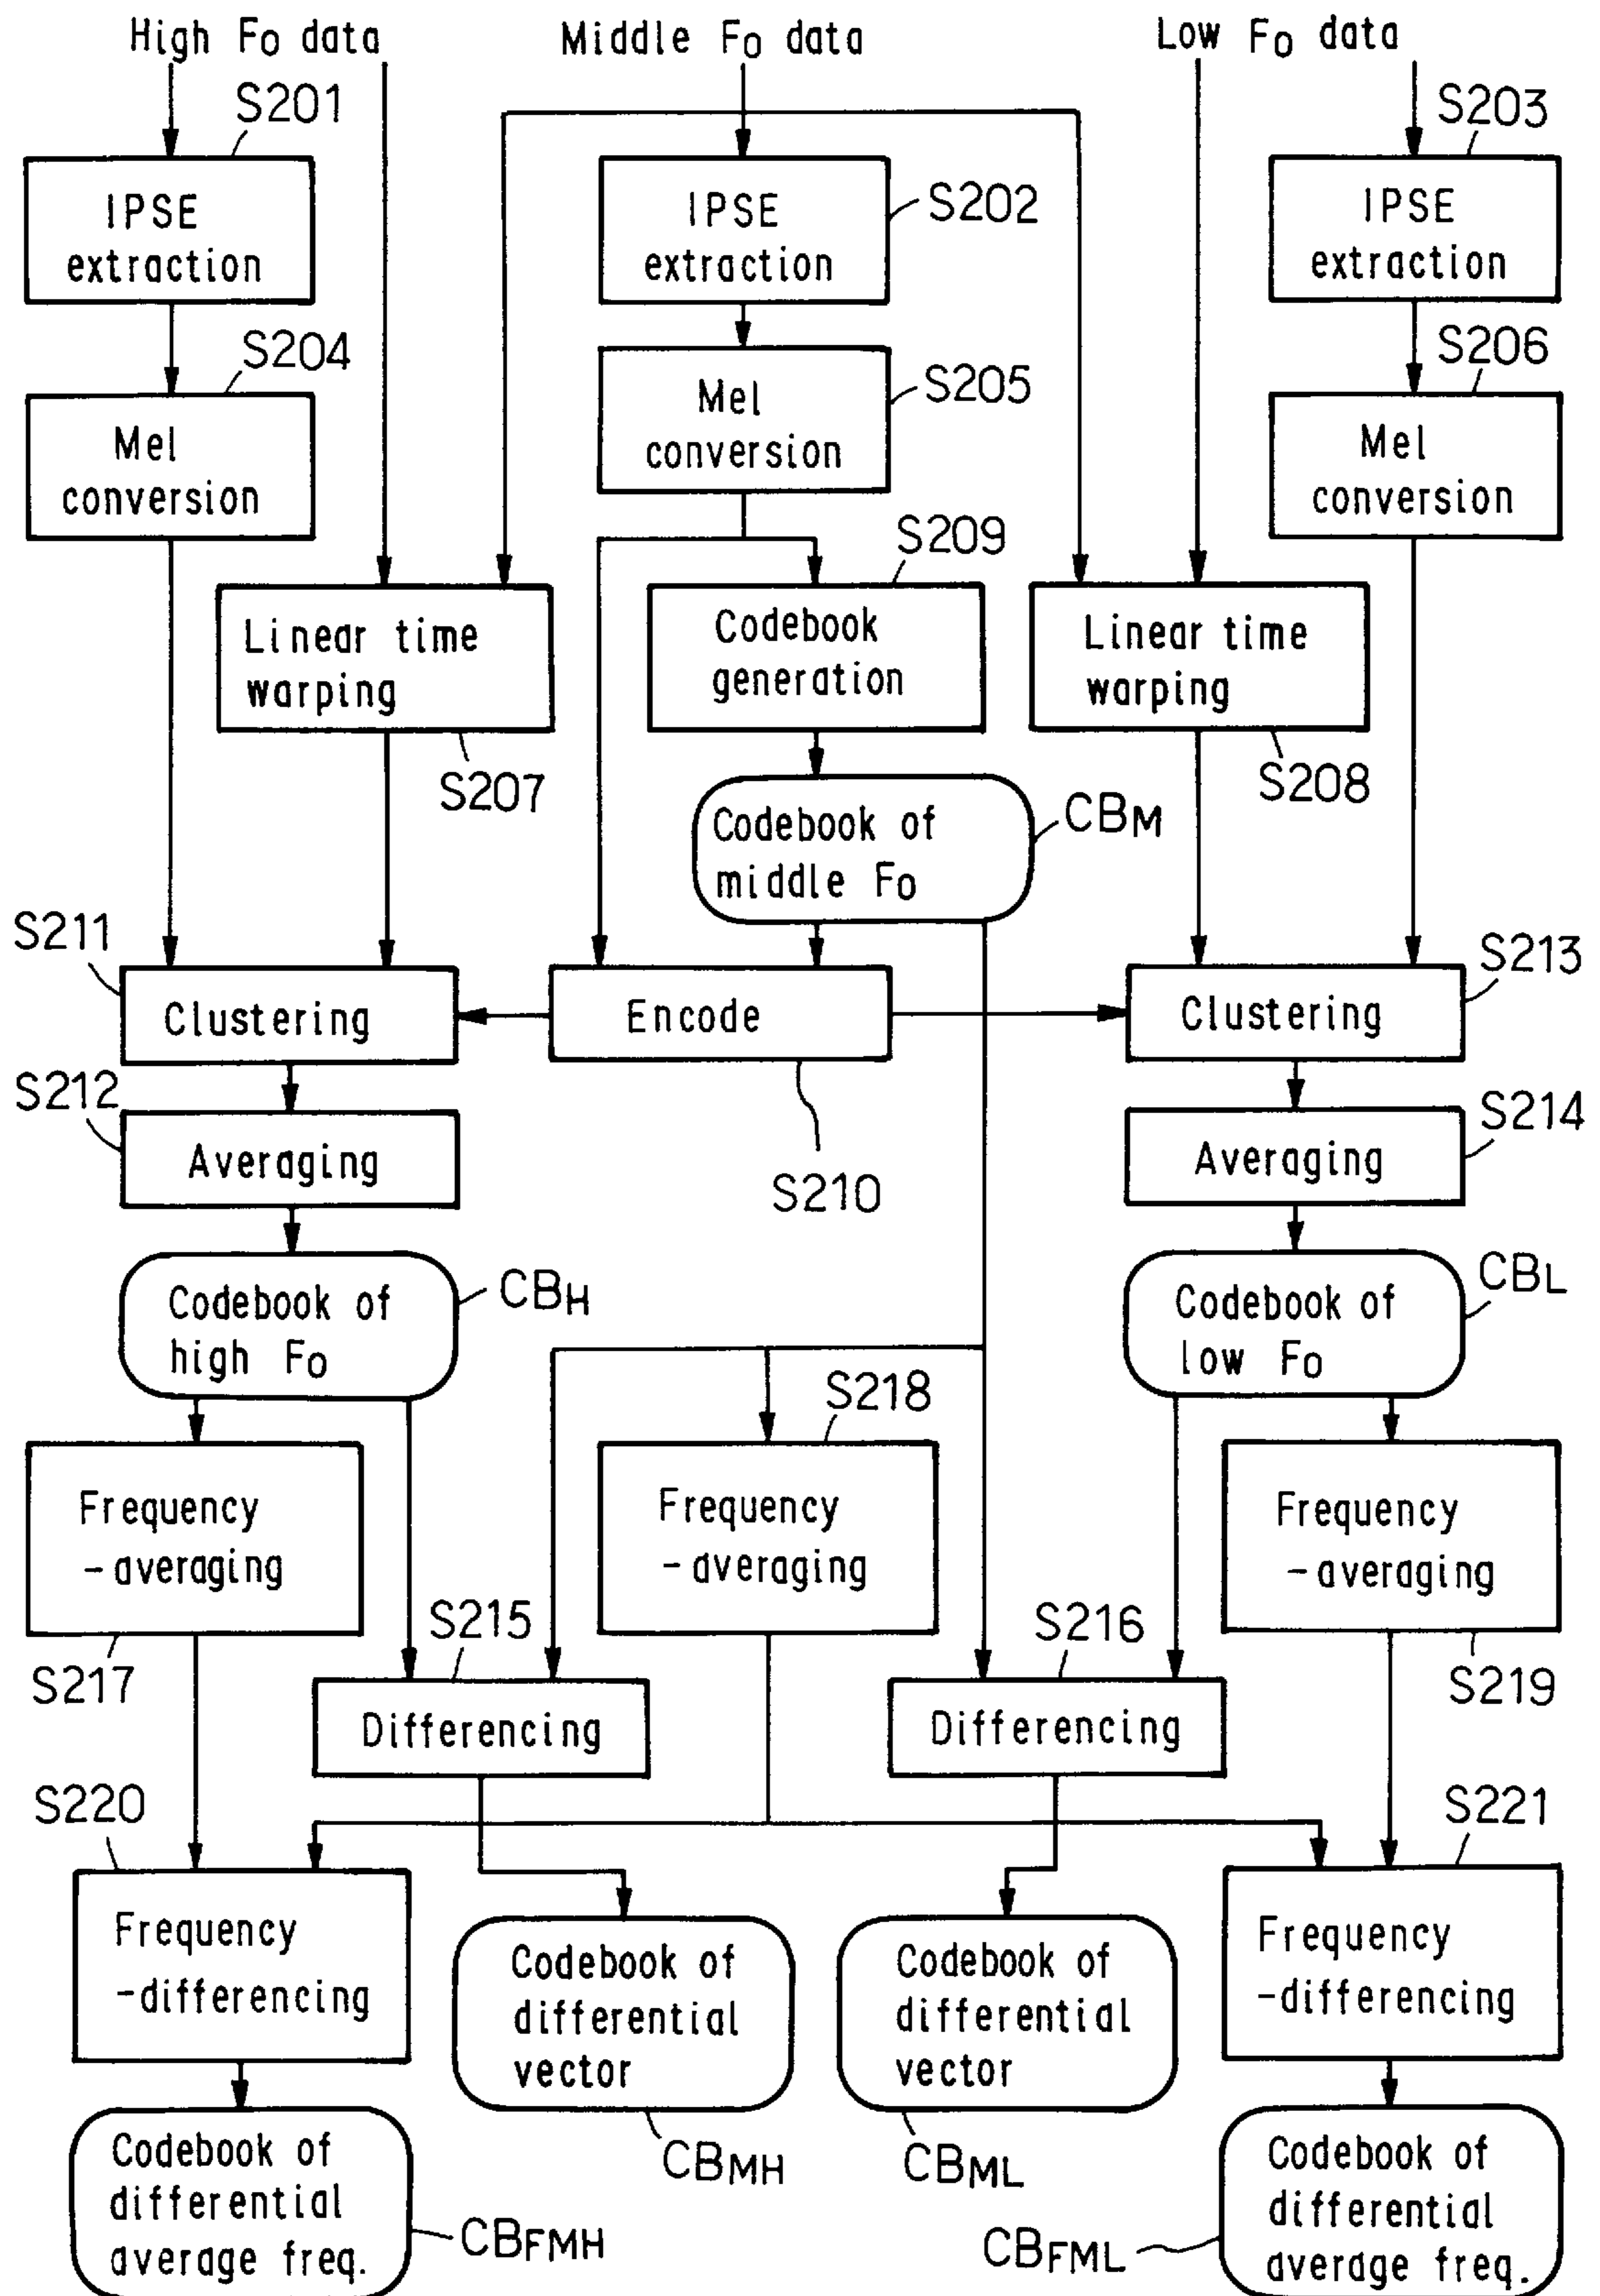 High F0 data
Middle F0 data
Low F0 data
S201
S203
IPSE
extraction
IPSE
extraction
S202
IPSE
extraction
S204
S206
Mel
conversion
Mel
conversion
S205
Mel
conversion
S209
Linear time
warping
Codebook
generation
Linear time
warping
S207
S208
Codebook of
middle F0
CBM
S211
S213
Clustering
Encode
Clustering
S212
S214
Averaging
Averaging
S210
Codebook of
high F0
CBH
Codebook of
low F0
CBL
S218
Frequency
-averaging
Frequency
-averaging
Frequency
-averaging
S215
S216
S217
S219
Differencing
Differencing
S220
S221
Frequency
-differencing
Codebook of
differential
vector
Codebook of
differential
vector
Frequency
-differencing
CBMH
CBML
Codebook of
differential
average freq.
CBFMH
CBFML
Codebook of
differential
average freq.